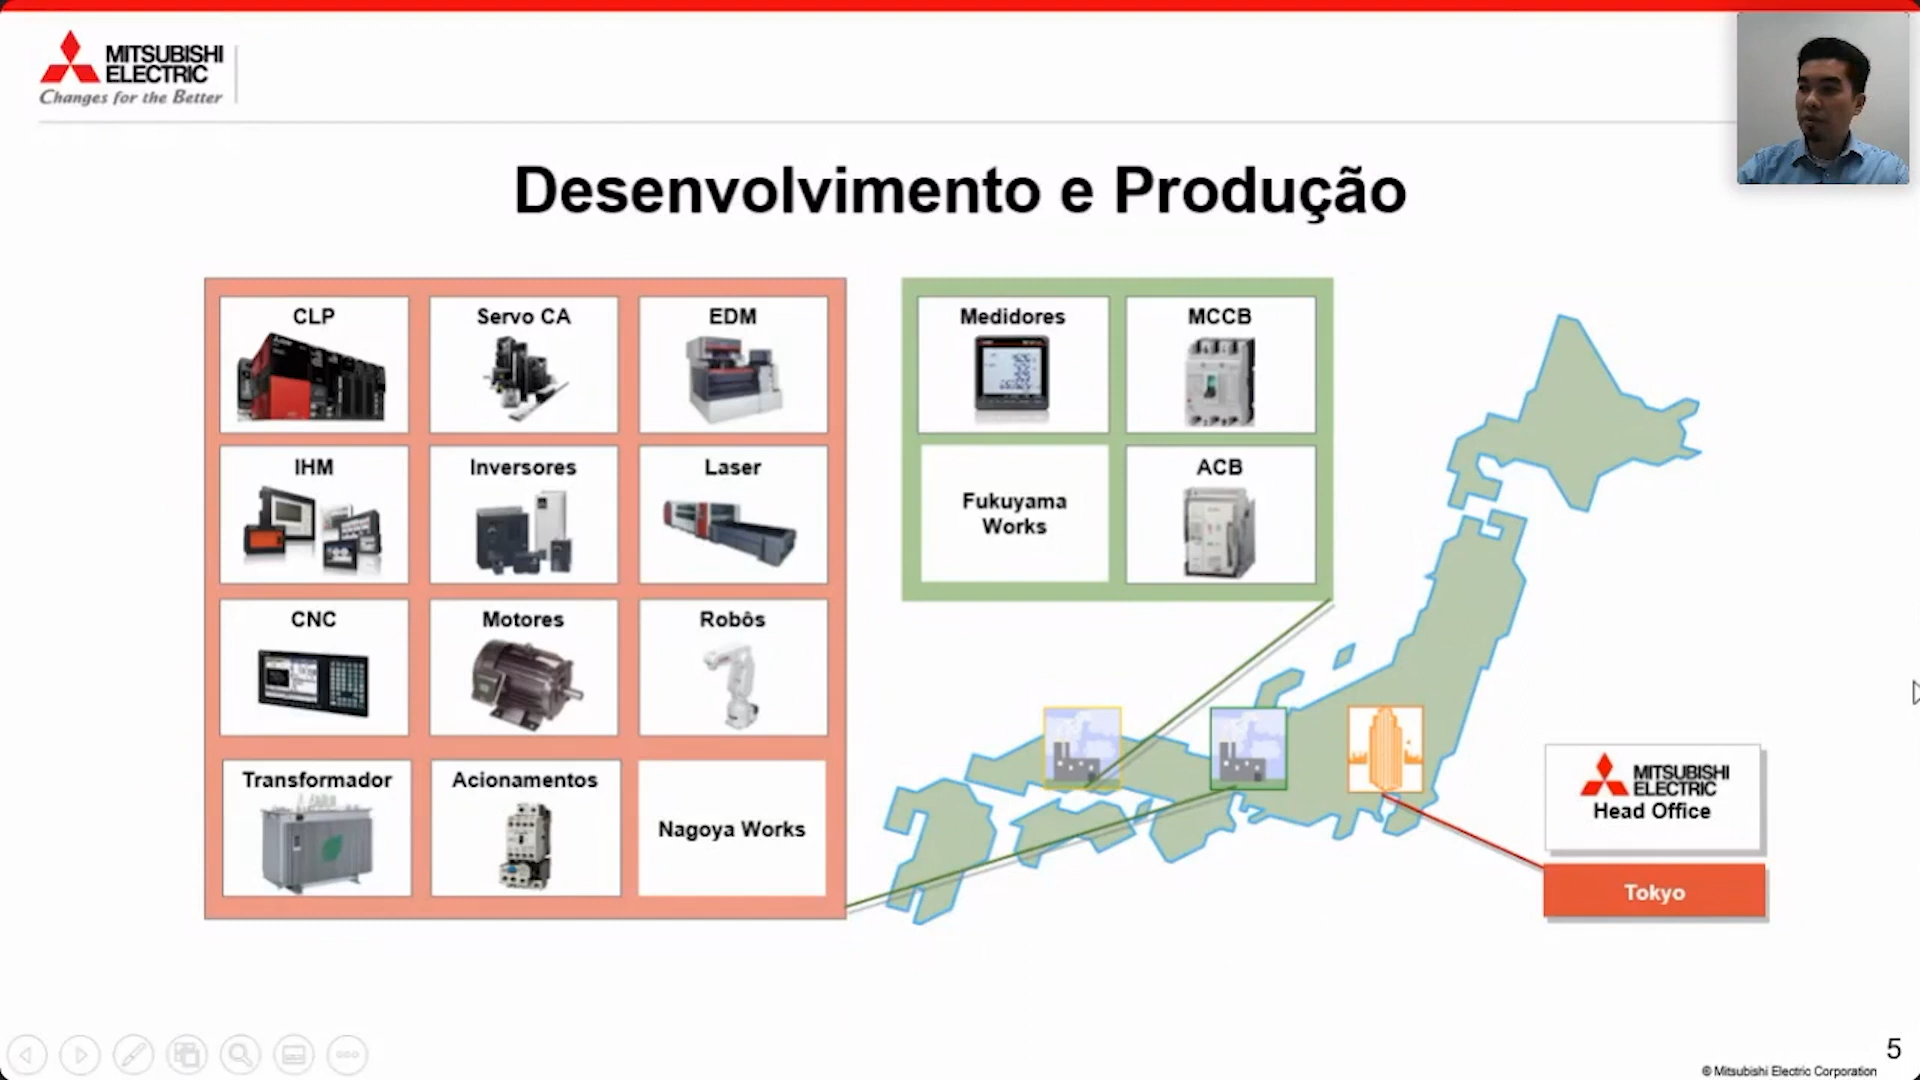 MITSUBISHI
ELECTRIC
Changes for the Better
Desenvolvimento e Produção
CLP
Servo CA
EDM
IHM
Inversores
Laser
CNC
Motores
Robôs
Transformador
Acionamentos
Nagoya Works
Medidores
MCCB
Fukuyama
Works
ACB
MITSUBISHI
ELECTRIC
Head Office
Tokyo
5
© Mitsubishi Electric Corporation